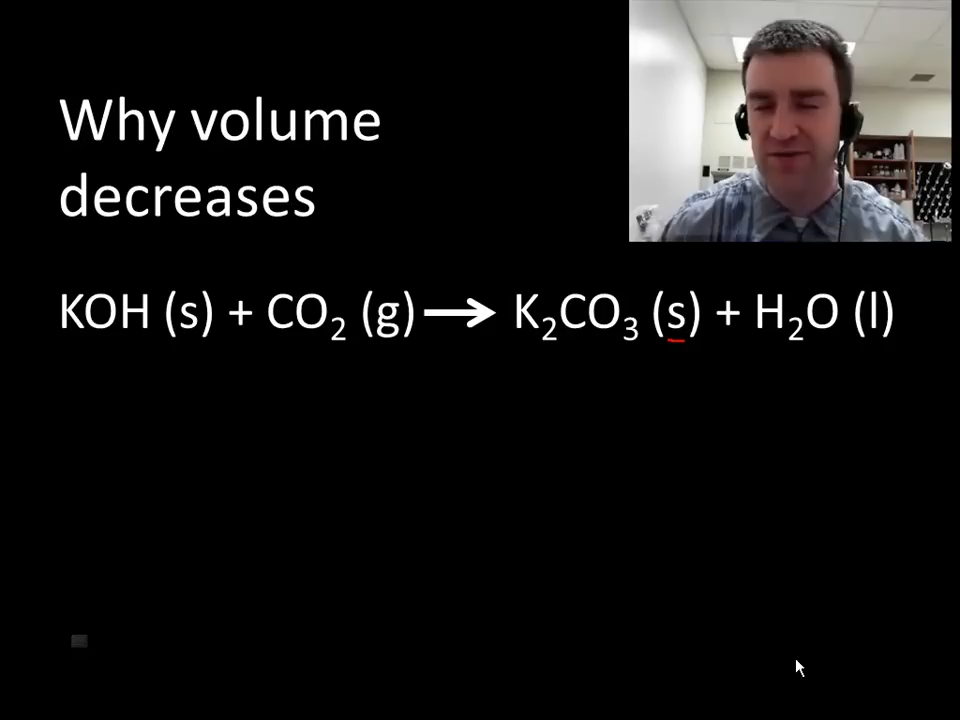 Why volume
decreases
KOH (s) + CO₂ (g) → K₂CO₃ (s) + H₂O (l)